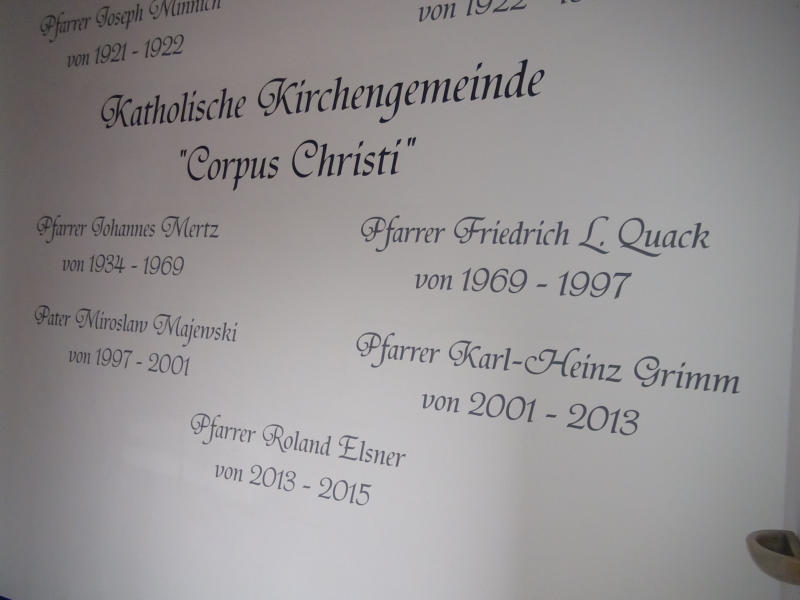 Pfarrer Joseph Minnich
von 1921 - 1922
von 1922 -
Katholische Kirchengemeinde
"Corpus Christi"
Pfarrer Johannes Mertz
von 1934 - 1969
Pfarrer Friedrich L. Quack
von 1969 - 1997
Pater Miroslaw Majewski
von 1997 - 2001
Pfarrer Karl-Heinz Grimm
von 2001 - 2013
Pfarrer Roland Elsner
von 2013 - 2015